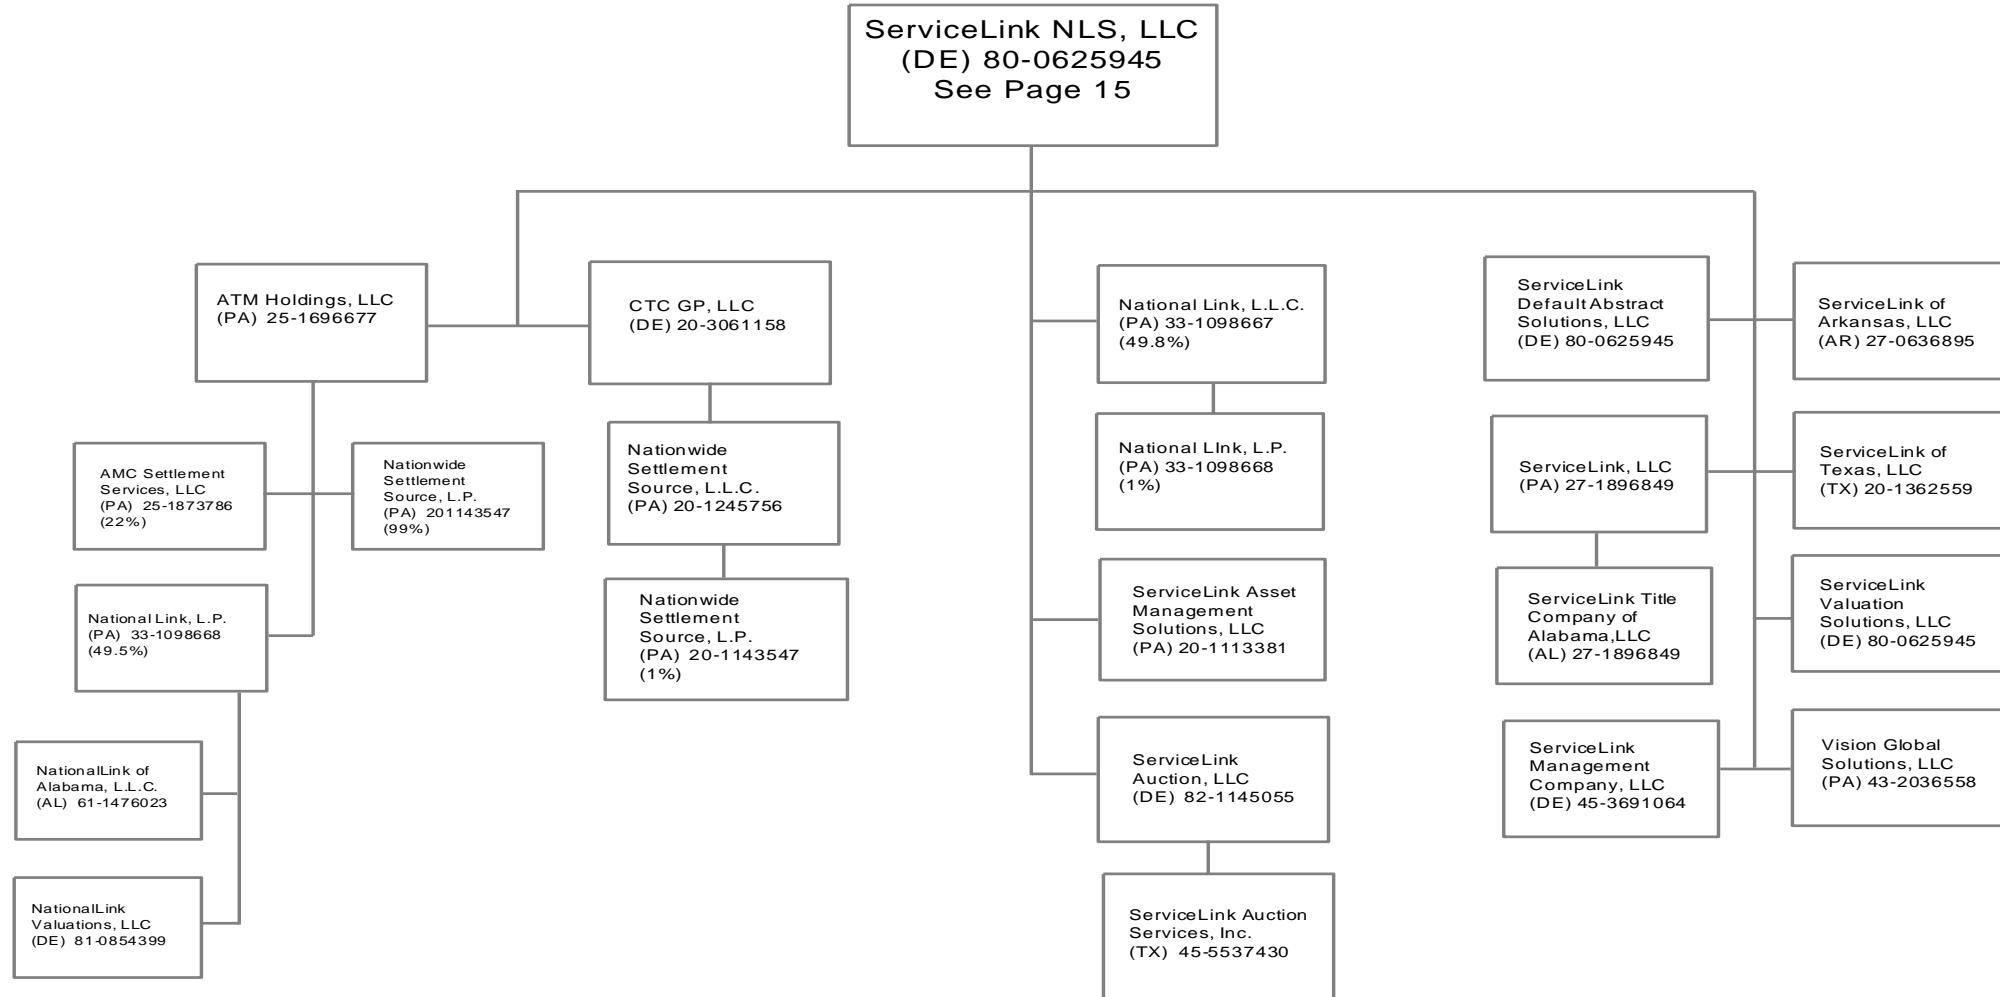 ServiceLink NLS, LLC
(DE) 80-0625945
See Page 15
ATM Holdings, LLC
(PA) 25-1696677
CTC GP, LLC
(DE) 20-3061158
National Link, L.L.C.
(PA) 33-1098667
(49.8%)
ServiceLink
Default Abstract
Solutions, LLC
(DE) 80-0625945
ServiceLink of
Arkansas, LLC
(AR) 27-0636895
AMC Settlement
Services, LLC
(PA) 25-1873786
(22%)
Nationwide
Settlement
Source, L.P.
(PA) 201143547
(99%)
Nationwide
Settlement
Source, L.L.C.
(PA) 20-1245756
National LInk, L.P.
(PA) 33-1098668
(1%)
ServiceLink, LLC
(PA) 27-1896849
ServiceLink of
Texas, LLC
(TX) 20-1362559
National Link, L.P.
(PA) 33-1098668
(49.5%)
Nationwide
Settlement
Source, L.P.
(PA) 20-1143547
(1%)
ServiceLink Asset
Management
Solutions, LLC
(PA) 20-1113381
ServiceLink Title
Company of
Alabama,LLC
(AL) 27-1896849
ServiceLink
Valuation
Solutions, LLC
(DE) 80-0625945
NationalLink of
Alabama, L.L.C.
(AL) 61-1476023
ServiceLink
Auction, LLC
(DE) 82-1145055
ServiceLink
Management
Company, LLC
(DE) 45-3691064
Vision Global
Solutions, LLC
(PA) 43-2036558
NationalLink
Valuations, LLC
(DE) 81-0854399
ServiceLink Auction
Services, Inc.
(TX) 45-5537430